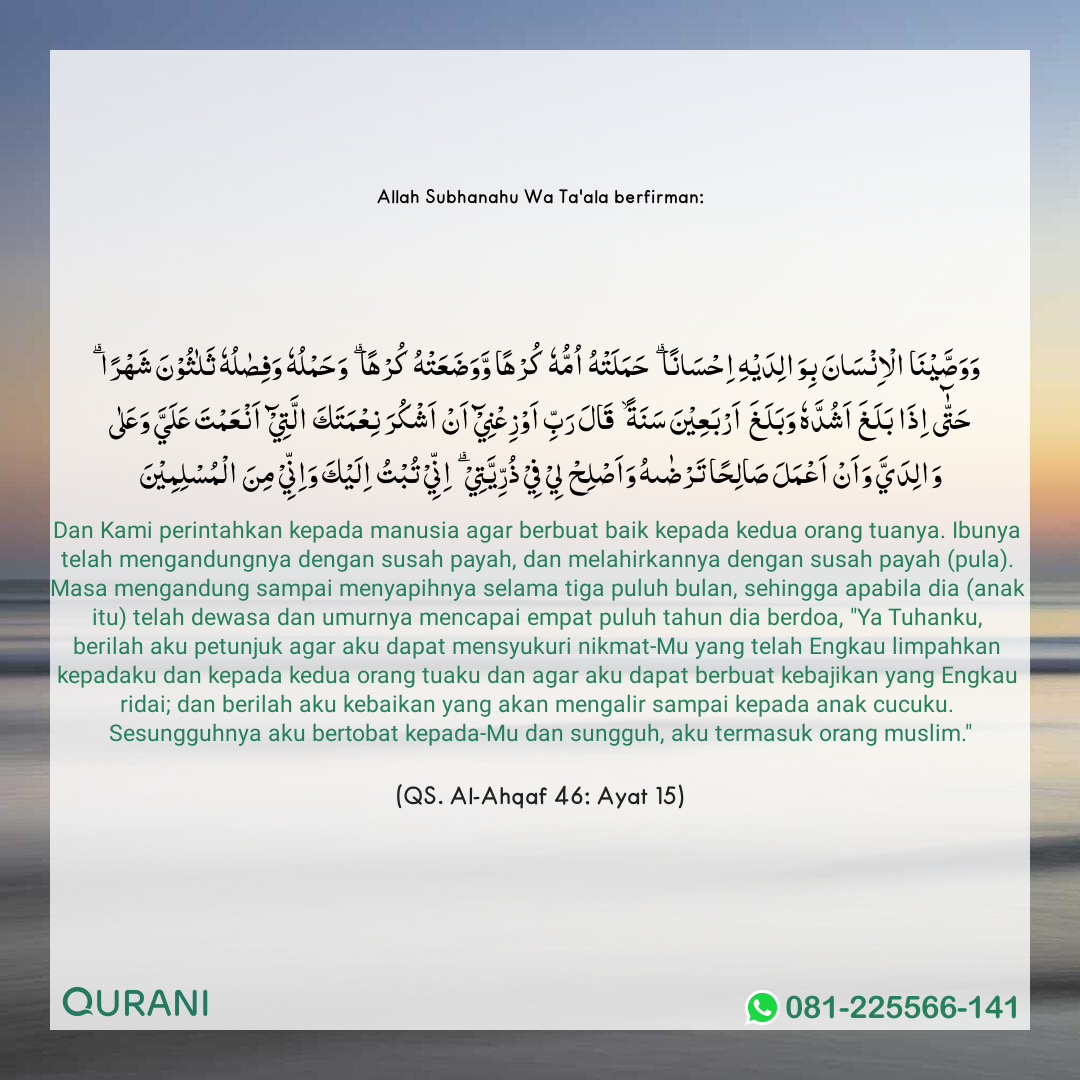 Allah Subhanahu Wa Ta'ala berfirman:
وَوَصَّيْنَا الْاِنْسَانَ بِوَالِدَيْهِ اِحْسَانًا ۗ حَمَلَتْهُ اُمُّهٗ كُرْهًا وَّوَضَعَتْهُ كُرْهًا ۗ وَحَمْلُهٗ وَفِصٰلُهٗ ثَلٰثُوْنَ شَهْرًا ۗ
حَتّٰۤى اِذَا بَلَغَ اَشُدَّهٗ وَبَلَغَ اَرْبَعِيْنَ سَنَةً ۙ قَالَ رَبِّ اَوْزِعْنِيْۤ اَنْ اَشْكُرَ نِعْمَتَكَ الَّتِيْۤ اَنْعَمْتَ عَلَيَّ وَعَلٰى
وَالِدَيَّ وَاَنْ اَعْمَلَ صَالِحًا تَرْضٰٮهُ وَاَصْلِحْ لِيْ فِيْ ذُرِّيَّتِيْ ۗ اِنِّيْ تُبْتُ اِلَيْكَ وَاِنِّيْ مِنَ الْمُسْلِمِيْنَ
Dan Kami perintahkan kepada manusia agar berbuat baik kepada kedua orang tuanya. Ibunya
telah mengandungnya dengan susah payah, dan melahirkannya dengan susah payah (pula).
Masa mengandung sampai menyapihnya selama tiga puluh bulan, sehingga apabila dia (anak
itu) telah dewasa dan umurnya mencapai empat puluh tahun dia berdoa, "Ya Tuhanku,
berilah aku petunjuk agar aku dapat mensyukuri nikmat-Mu yang telah Engkau limpahkan
kepadaku dan kepada kedua orang tuaku dan agar aku dapat berbuat kebajikan yang Engkau
ridai; dan berilah aku kebaikan yang akan mengalir sampai kepada anak cucuku.
Sesungguhnya aku bertobat kepada-Mu dan sungguh, aku termasuk orang muslim."
(QS. Al-Ahqaf 46: Ayat 15)
QURANI
081-225566-141